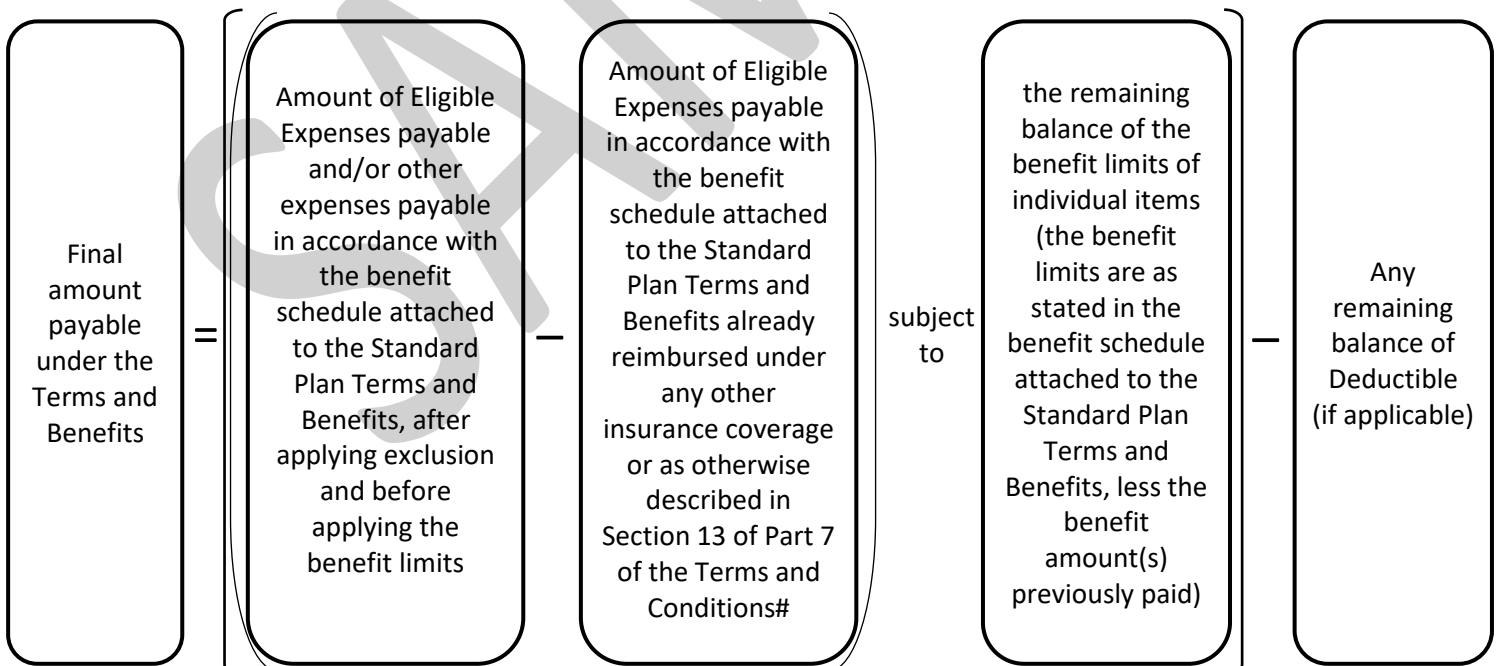 Final
amount
payable
under the
Terms and
Benefits
=
Amount of Eligible
Expenses payable
and/or other
expenses payable
in accordance with
the benefit
schedule attached
to the Standard
Plan Terms and
Benefits, after
applying exclusion
and before
applying the
benefit limits
—
Amount of Eligible
Expenses payable
in accordance with
the benefit
schedule attached
to the Standard
Plan Terms and
Benefits already
reimbursed under
any other
insurance coverage
or as otherwise
described in
Section 13 of Part 7
of the Terms and
Conditions#
subject
to
the remaining
balance of the
benefit limits of
individual items
(the benefit
limits are as
stated in the
benefit schedule
attached to the
Standard Plan
Terms and
Benefits, less the
benefit
amount(s)
previously paid)
—
Any
remaining
balance of
Deductible
(if applicable)